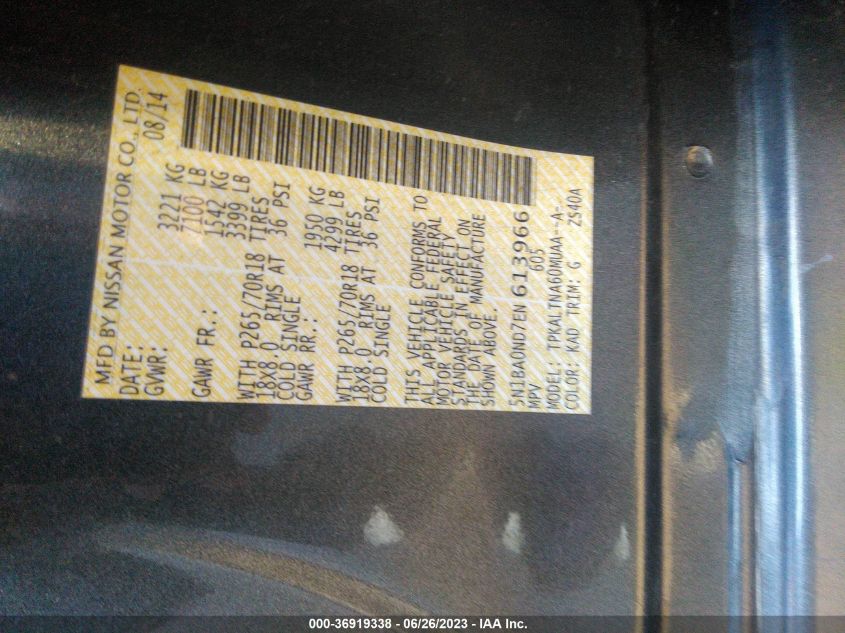 MFD BY NISSAN MOTOR CO., LTD.
DATE: 08/14
GVWR: 3221 KG
7100 LB
GAWR FR.: 1542 KG
3399 LB
WITH P265/70R18 TIRES
18X8.0 RIMS AT 36 PSI
COLD SINGLE
GAWR RR.: 1950 KG
4299 LB
WITH P265/70R18 TIRES
18X8.0 RIMS AT 36 PSI
COLD SINGLE
THIS VEHICLE CONFORMS TO
ALL APPLICABLE FEDERAL
MOTOR VEHICLE SAFETY
STANDARDS IN EFFECT ON
THE DATE OF MANUFACTURE
SHOWN ABOVE.
5N1BA0ND7EN613966
MPV 605
MODEL: TPKALTNA60MUAA--A-
COLOR: KAD TRIM: G ZS40A
000-36919338 - 06/26/2023 - IAA Inc.